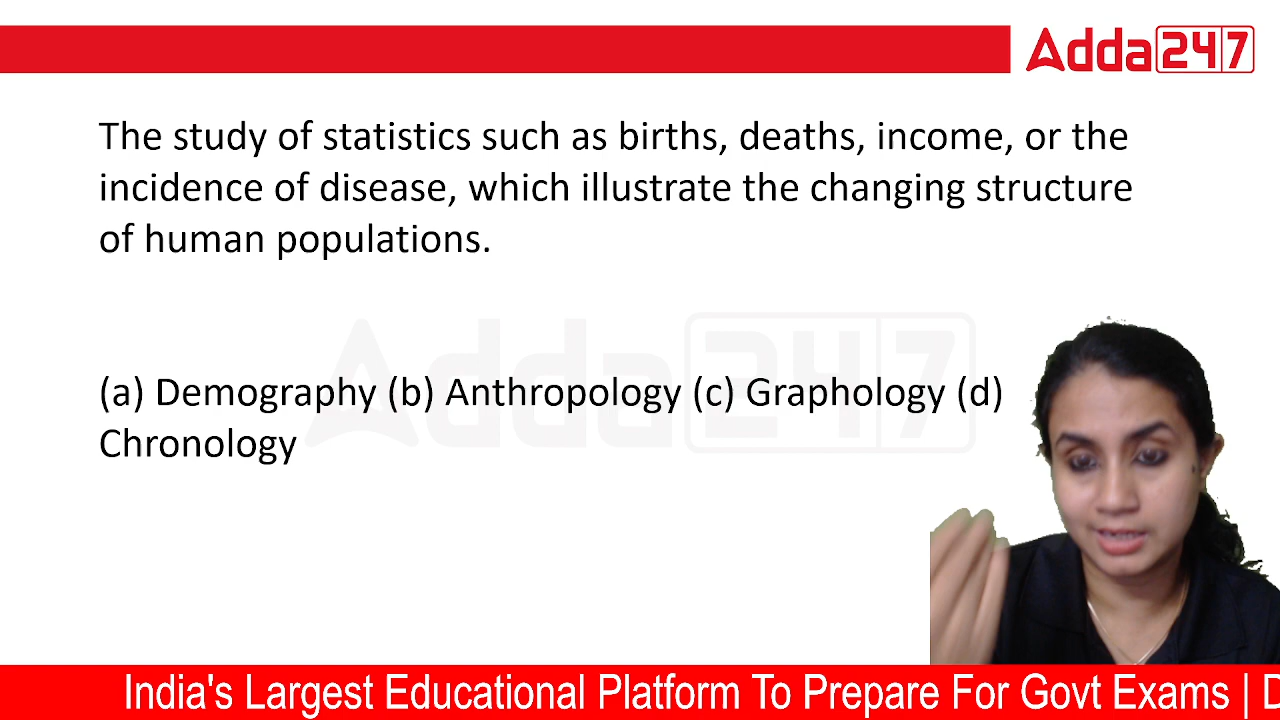 Adda247
The study of statistics such as births, deaths, income, or the
incidence of disease, which illustrate the changing structure
of human populations.
Adda247
(a) Demography (b) Anthropology (c) Graphology (d)
Chronology
India's Largest Educational Platform To Prepare For Govt Exams | D